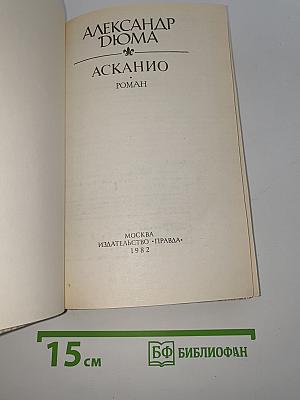 АЛЕКСАНДР
ДЮМА
АСКАНИО
РОМАН
МОСКВА
ИЗДАТЕЛЬСТВО «ПРАВДА»
1982
15 см
БФ БИБЛИОФАН